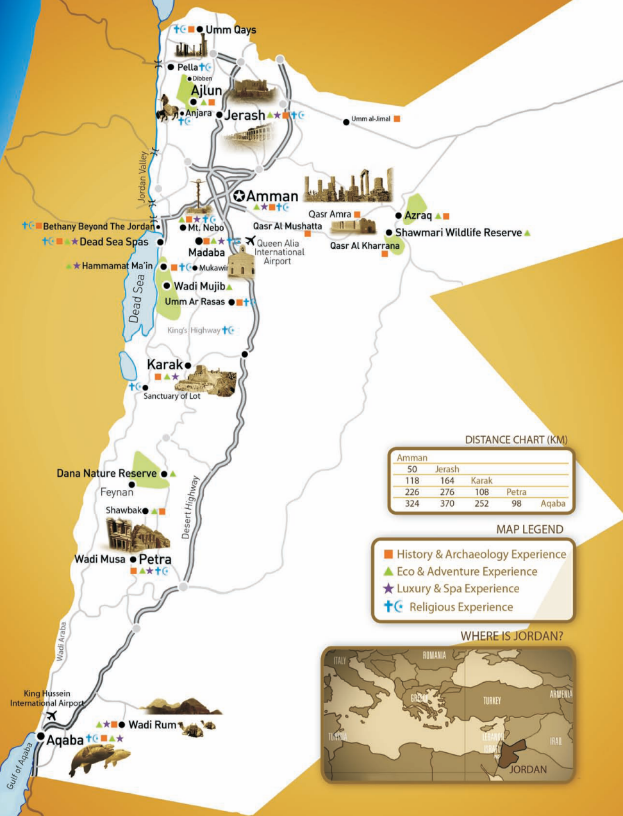 Umm Qays
Pella
Dibben
Ajlun
Anjara
Jerash
Umm al-Jimal
Jordan Valley
Amman
Qasr Amra
Azraq
Bethany Beyond The Jordan
Mt. Nebo
Qasr Al Mushatta
Shawmari Wildlife Reserve
Dead Sea Spas
Madaba
Queen Alia
International
Airport
Qasr Al Kharrana
Hammamat Ma'in
Mukawir
Dead Sea
Wadi Mujib
Umm Ar Rasas
King's Highway
Karak
Sanctuary of Lot
Dana Nature Reserve
Feynan
Shawbak
Desert Highway
Wadi Musa
Petra
Wadi Araba
King Hussein
International Airport
Wadi Rum
Aqaba
Gulf of Aqaba
DISTANCE CHART (KM)
Amman
50 Jerash
118 164 Karak
226 276 108 Petra
324 370 252 98 Aqaba
MAP LEGEND
History & Archaeology Experience
Eco & Adventure Experience
Luxury & Spa Experience
Religious Experience
WHERE IS JORDAN?
ITALY
ROMANIA
GREECE
TURKEY
ARMENIA
LEBANON
IRAQ
JORDAN